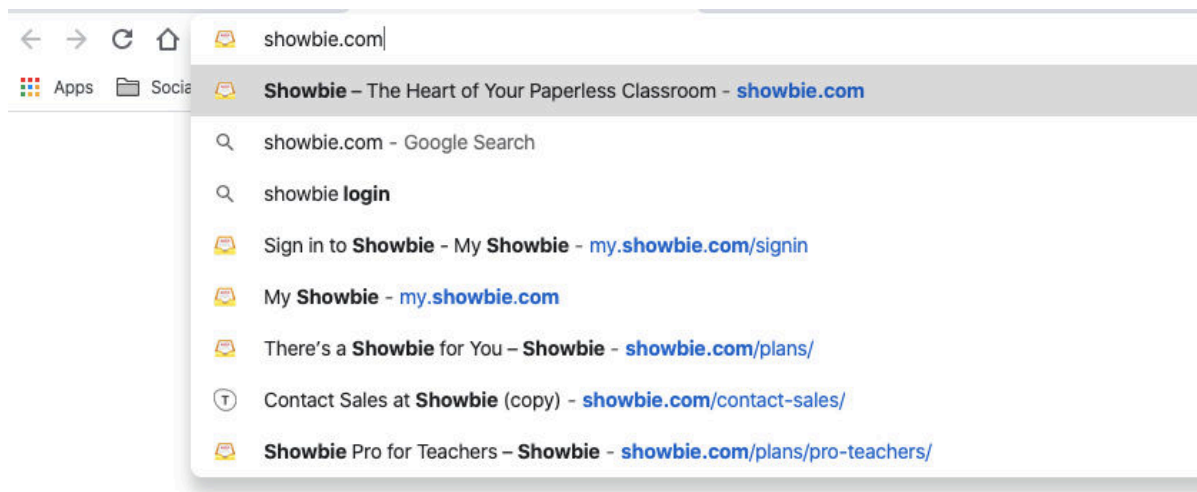 showbie.com
Apps Socia
Showbie – The Heart of Your Paperless Classroom - showbie.com
showbie.com - Google Search
showbie login
Sign in to Showbie - My Showbie - my.showbie.com/signin
My Showbie - my.showbie.com
There's a Showbie for You – Showbie - showbie.com/plans/
T Contact Sales at Showbie (copy) - showbie.com/contact-sales/
Showbie Pro for Teachers – Showbie - showbie.com/plans/pro-teachers/